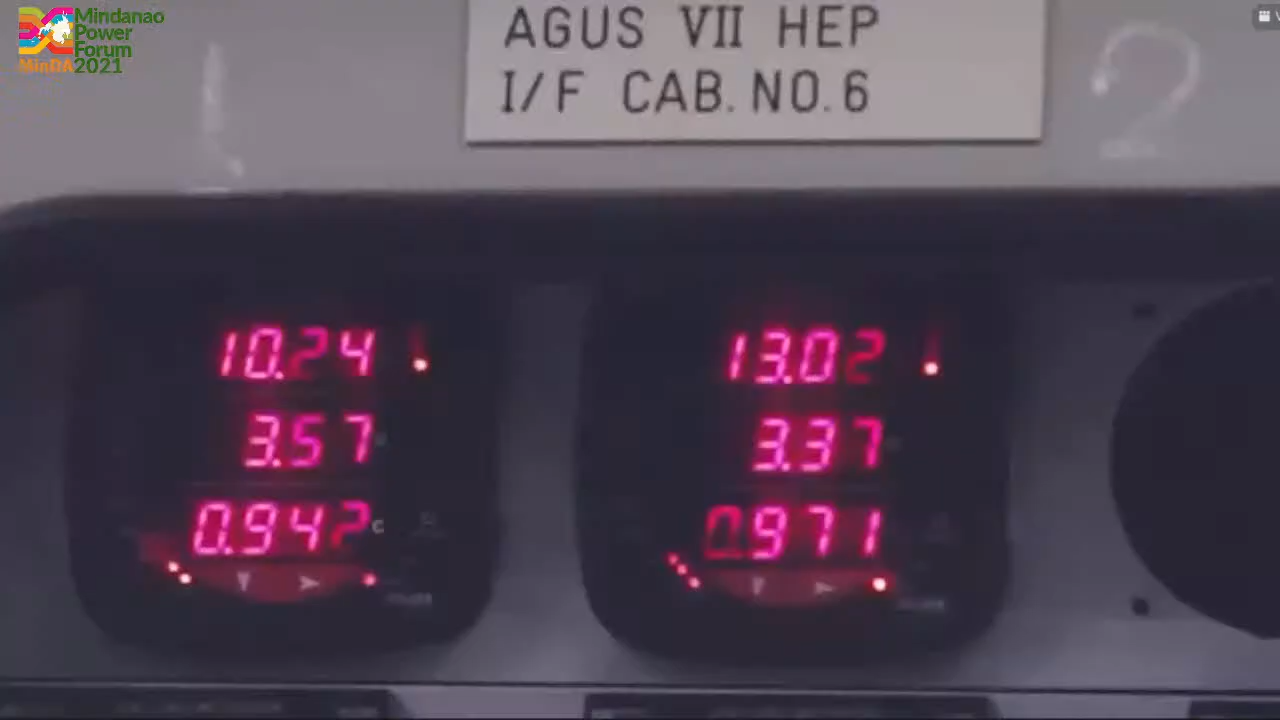 Mindanao
Power
Forum
MinDA 2021
AGUS VII HEP
I/F CAB. NO. 6
2
10.24
13.02
3.57
3.37
0.942
0.971